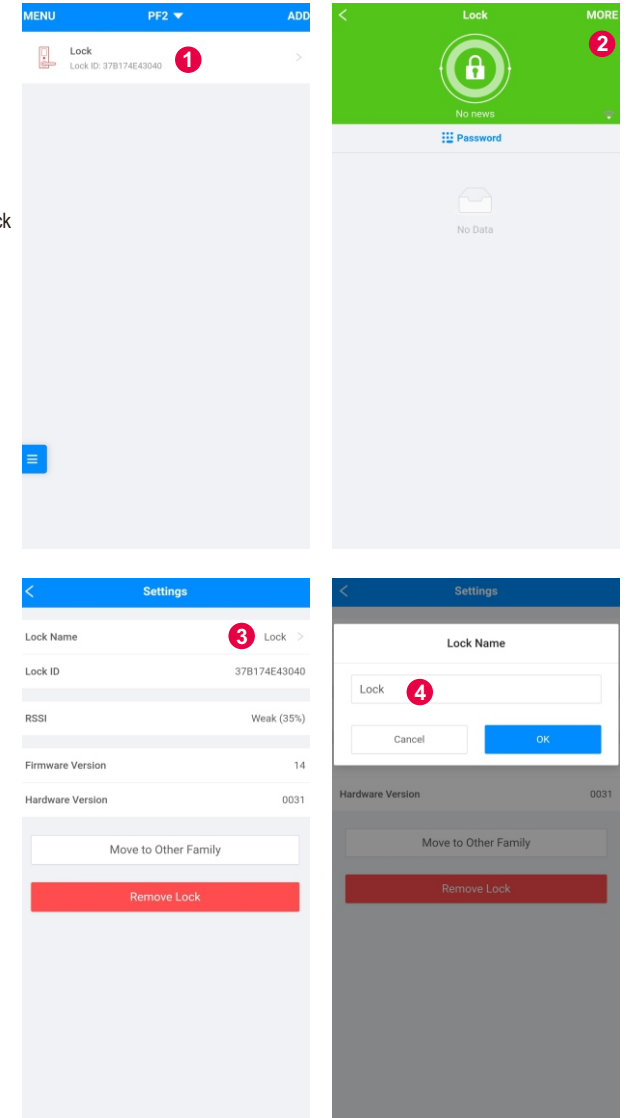 MENU PF2 ADD
Lock
Lock ID: 37B174E43040
1
Lock MORE
2
No news
Password
No Data
Settings
Lock Name 3 Lock
Lock ID 37B174E43040
RSSI Weak (35%)
Firmware Version 14
Hardware Version 0031
Move to Other Family
Remove Lock
Settings
Lock Name
Lock 4
Cancel OK
Hardware Version 0031
Move to Other Family
Remove Lock